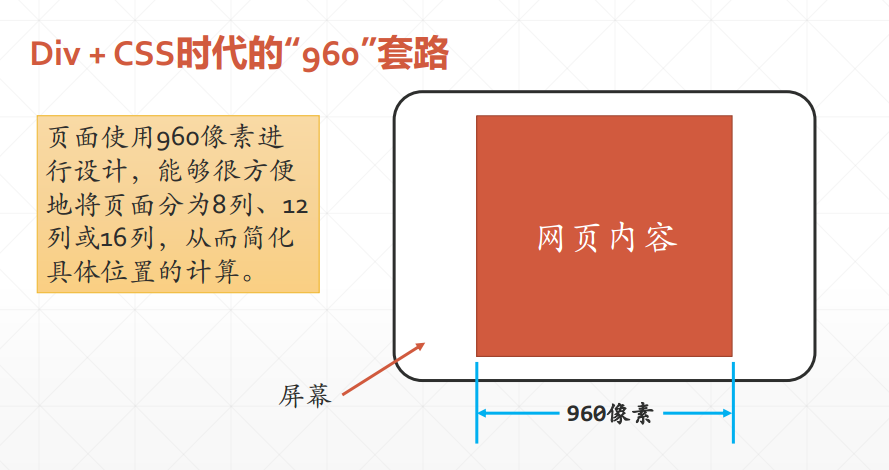 Div + CSS时代的“960”套路
页面使用960像素进
行设计，能够很方便
地将页面分为8列、12
列或16列，从而简化
具体位置的计算。
网页内容
屏幕
960像素